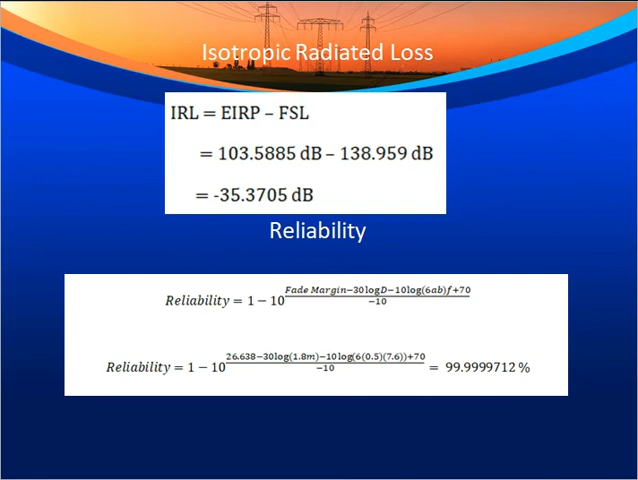 Isotropic Radiated Loss
IRL = EIRP – FSL
= 103.5885 dB – 138.959 dB
= -35.3705 dB
Reliability
Reliability = 1 − 10^((Fade Margin−30logD−10log(6ab)f+70)/(−10))
Reliability = 1 − 10^((26.638−30log(1.8m)−10log(6(0.5)(7.6))+70)/(−10)) = 99.9999712 %